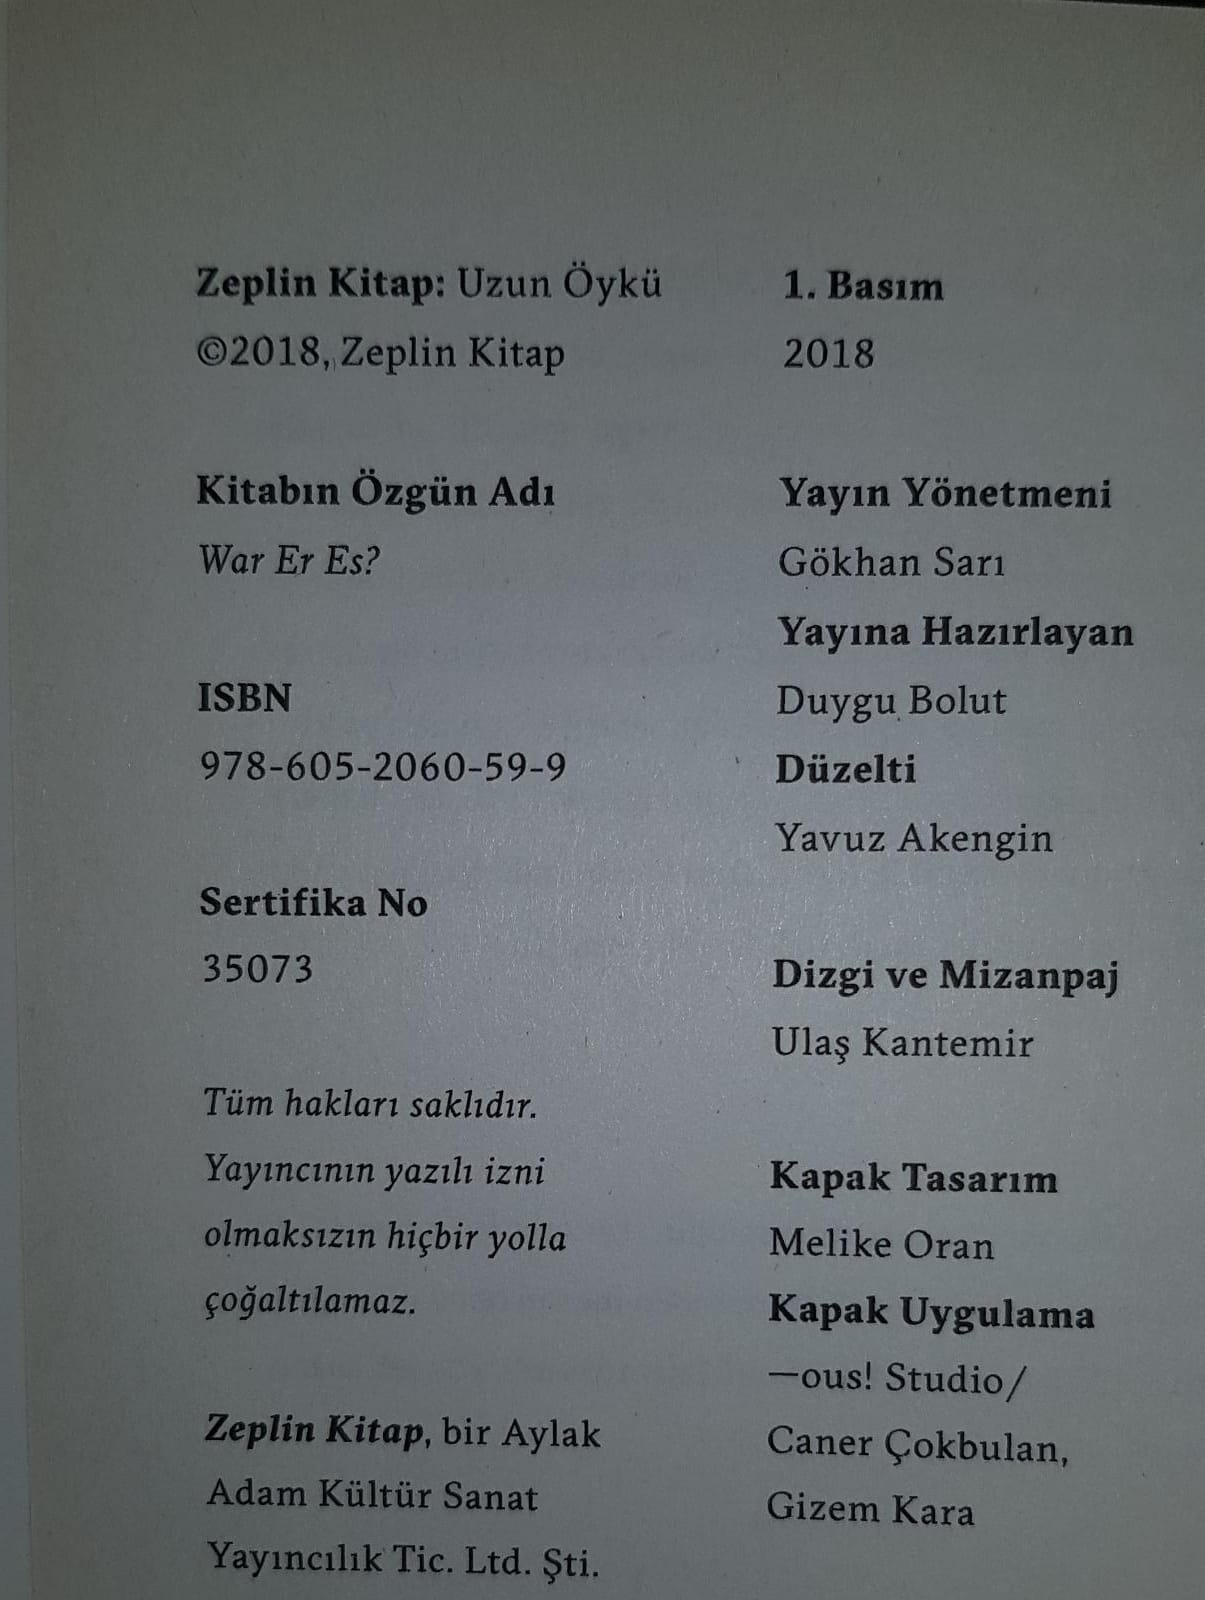 Zeplin Kitap: Uzun Öykü
©2018, Zeplin Kitap
Kitabın Özgün Adı
War Er Es?
ISBN
978-605-2060-59-9
Sertifika No
35073
Tüm hakları saklıdır.
Yayıncının yazılı izni
olmaksızın hiçbir yolla
çoğaltılamaz.
Zeplin Kitap, bir Aylak
Adam Kültür Sanat
Yayıncılık Tic. Ltd. Şti.
1. Basım
2018
Yayın Yönetmeni
Gökhan Sarı
Yayına Hazırlayan
Duygu Bolut
Düzelti
Yavuz Akengin
Dizgi ve Mizanpaj
Ulaş Kantemir
Kapak Tasarım
Melike Oran
Kapak Uygulama
—ous! Studio/
Caner Çokbulan,
Gizem Kara